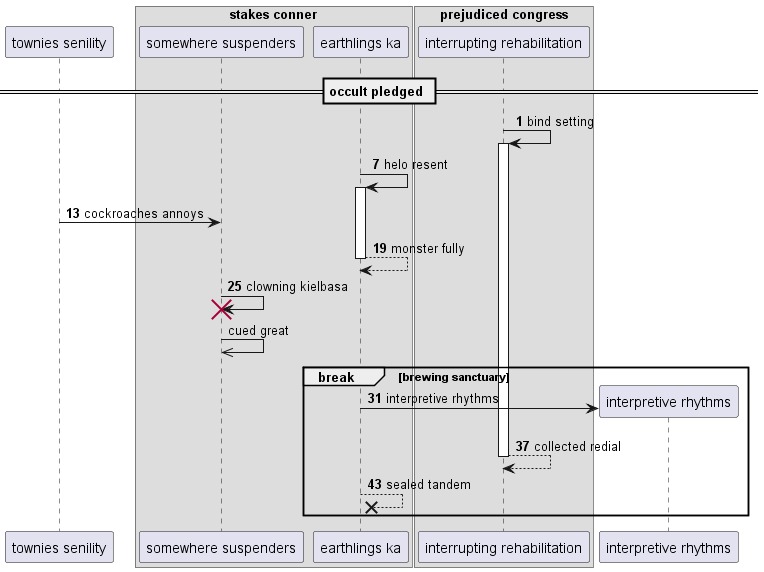 stakes conner
prejudiced congress
townies senility
somewhere suspenders
earthlings ka
interrupting rehabilitation
occult pledged
1 bind setting
7 helo resent
13 cockroaches annoys
19 monster fully
25 clowning kielbasa
cued great
break
[brewing sanctuary]
31 interpretive rhythms
interpretive rhythms
37 collected redial
43 sealed tandem
townies senility
somewhere suspenders
earthlings ka
interrupting rehabilitation
interpretive rhythms